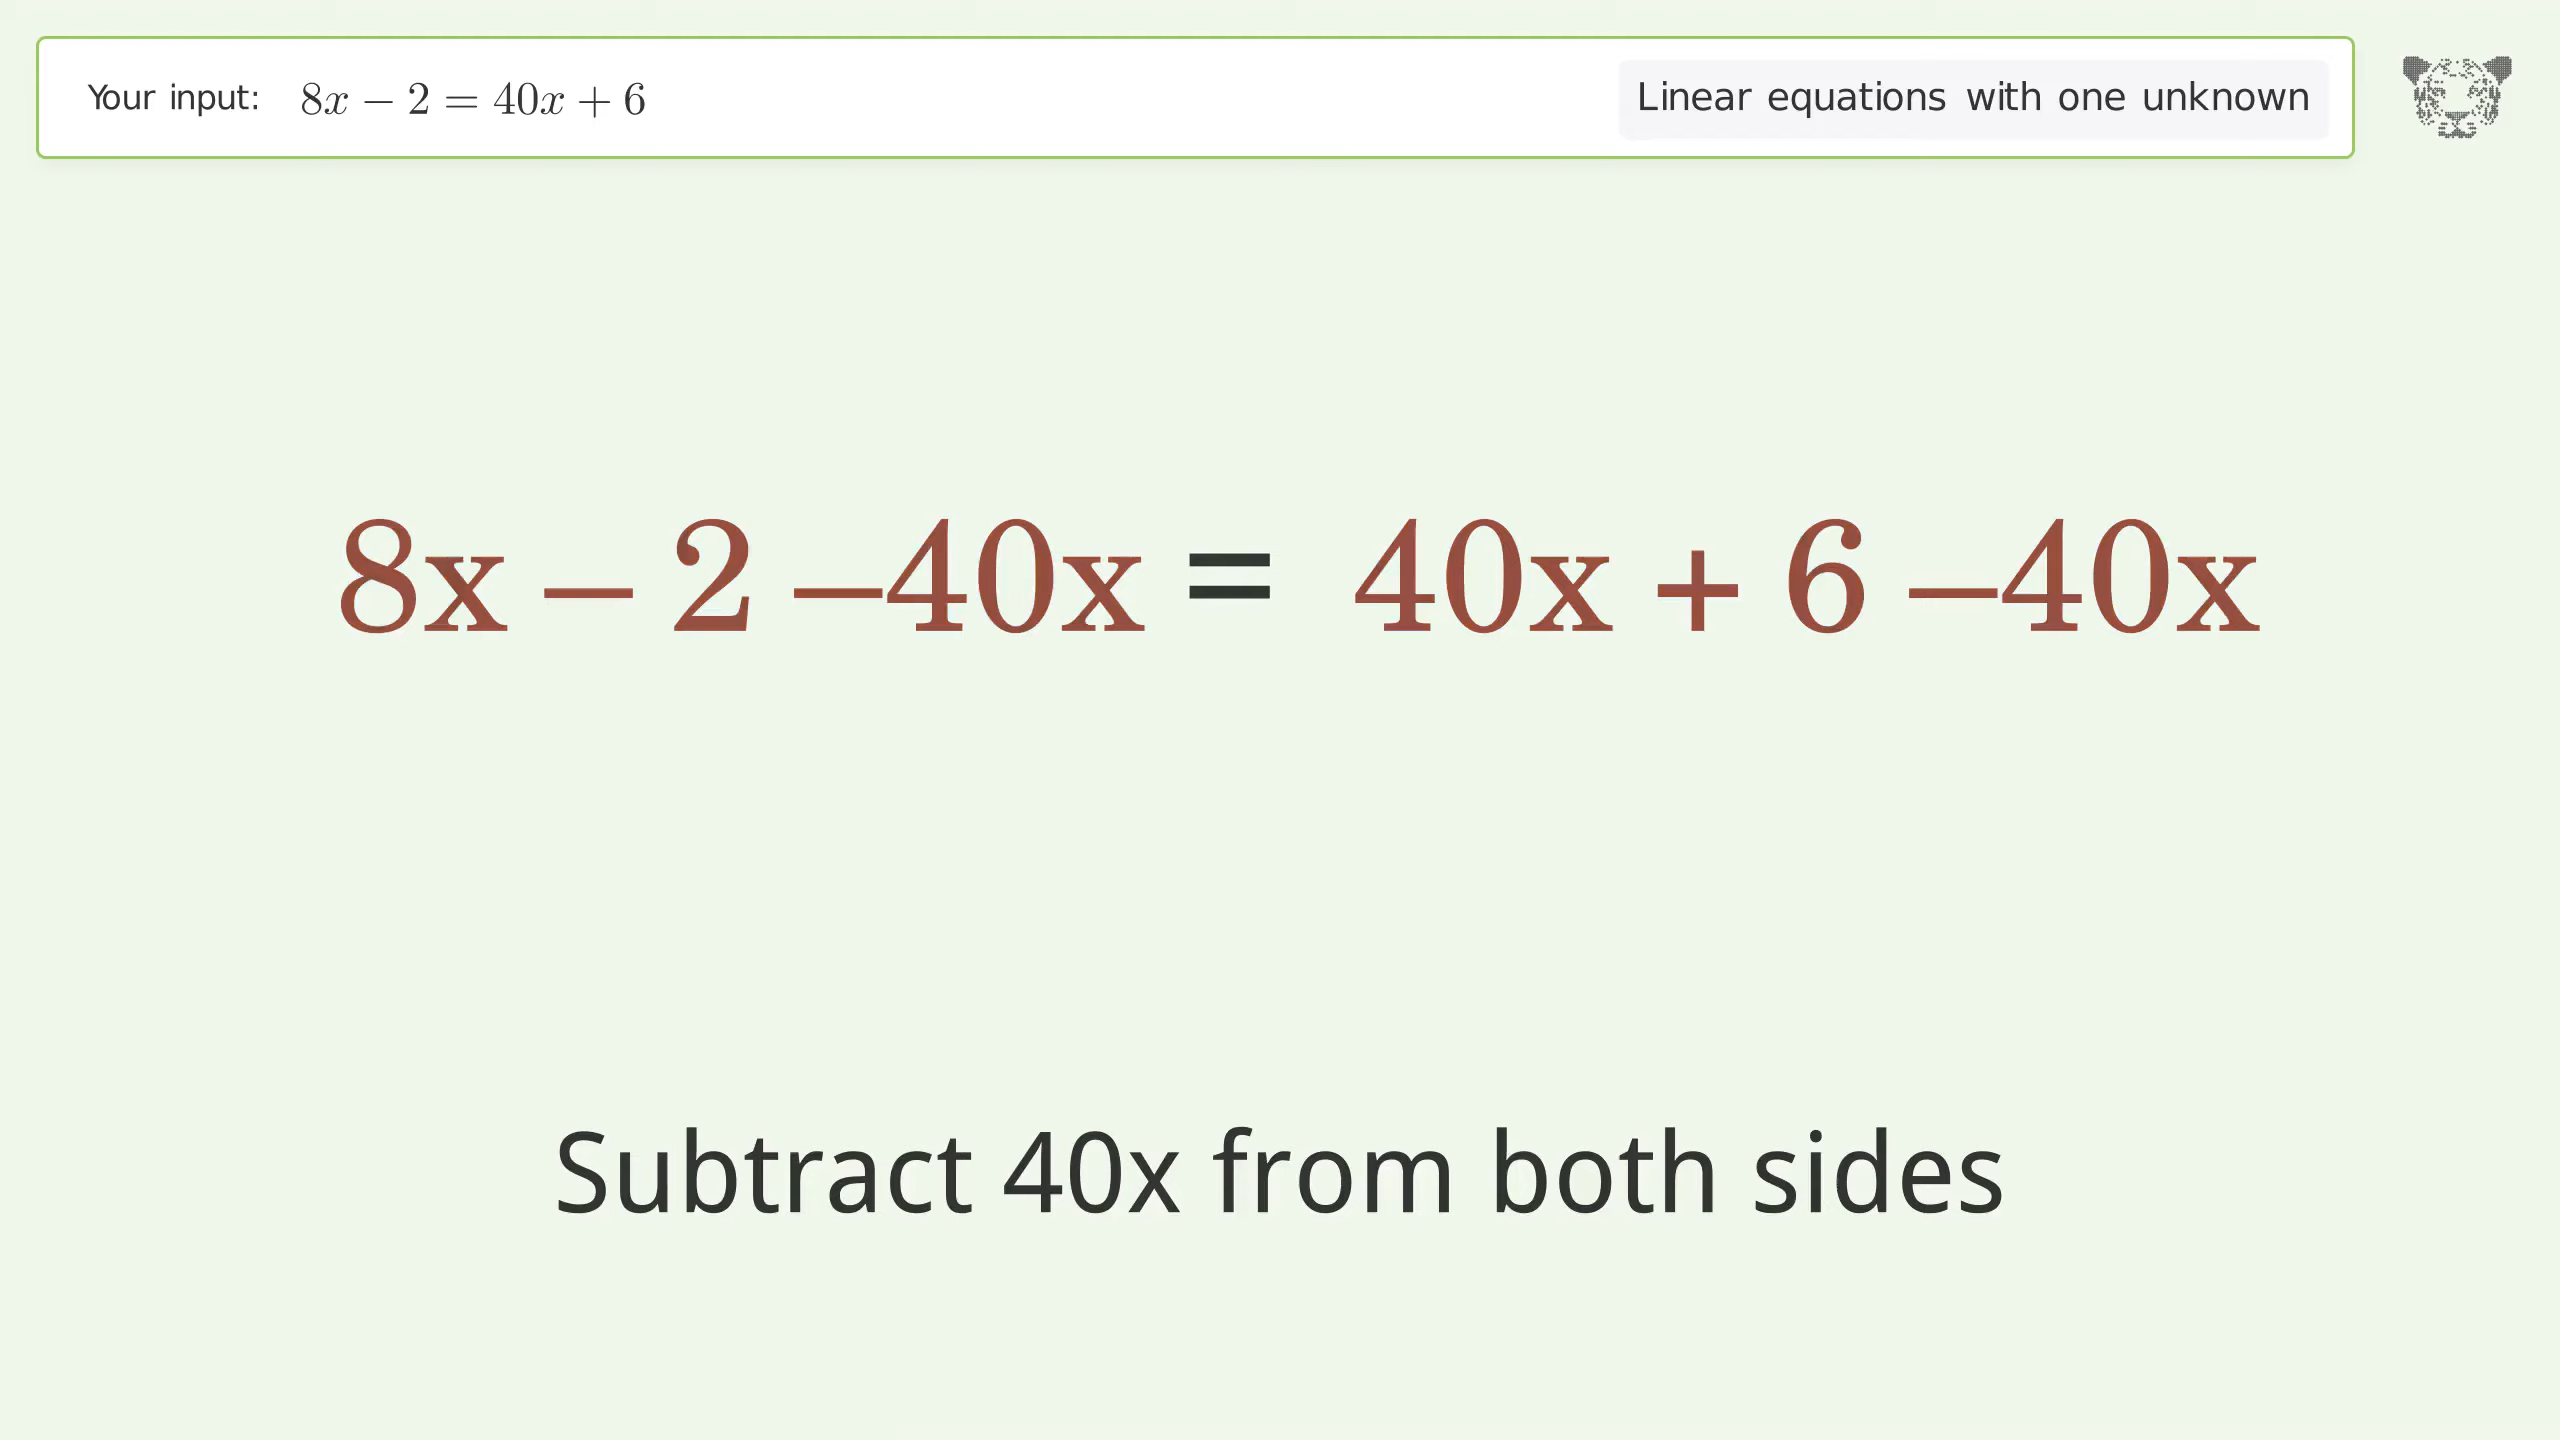 Your input: 8x − 2 = 40x + 6 Linear equations with one unknown
8x – 2 –40x = 40x + 6 –40x
Subtract 40x from both sides